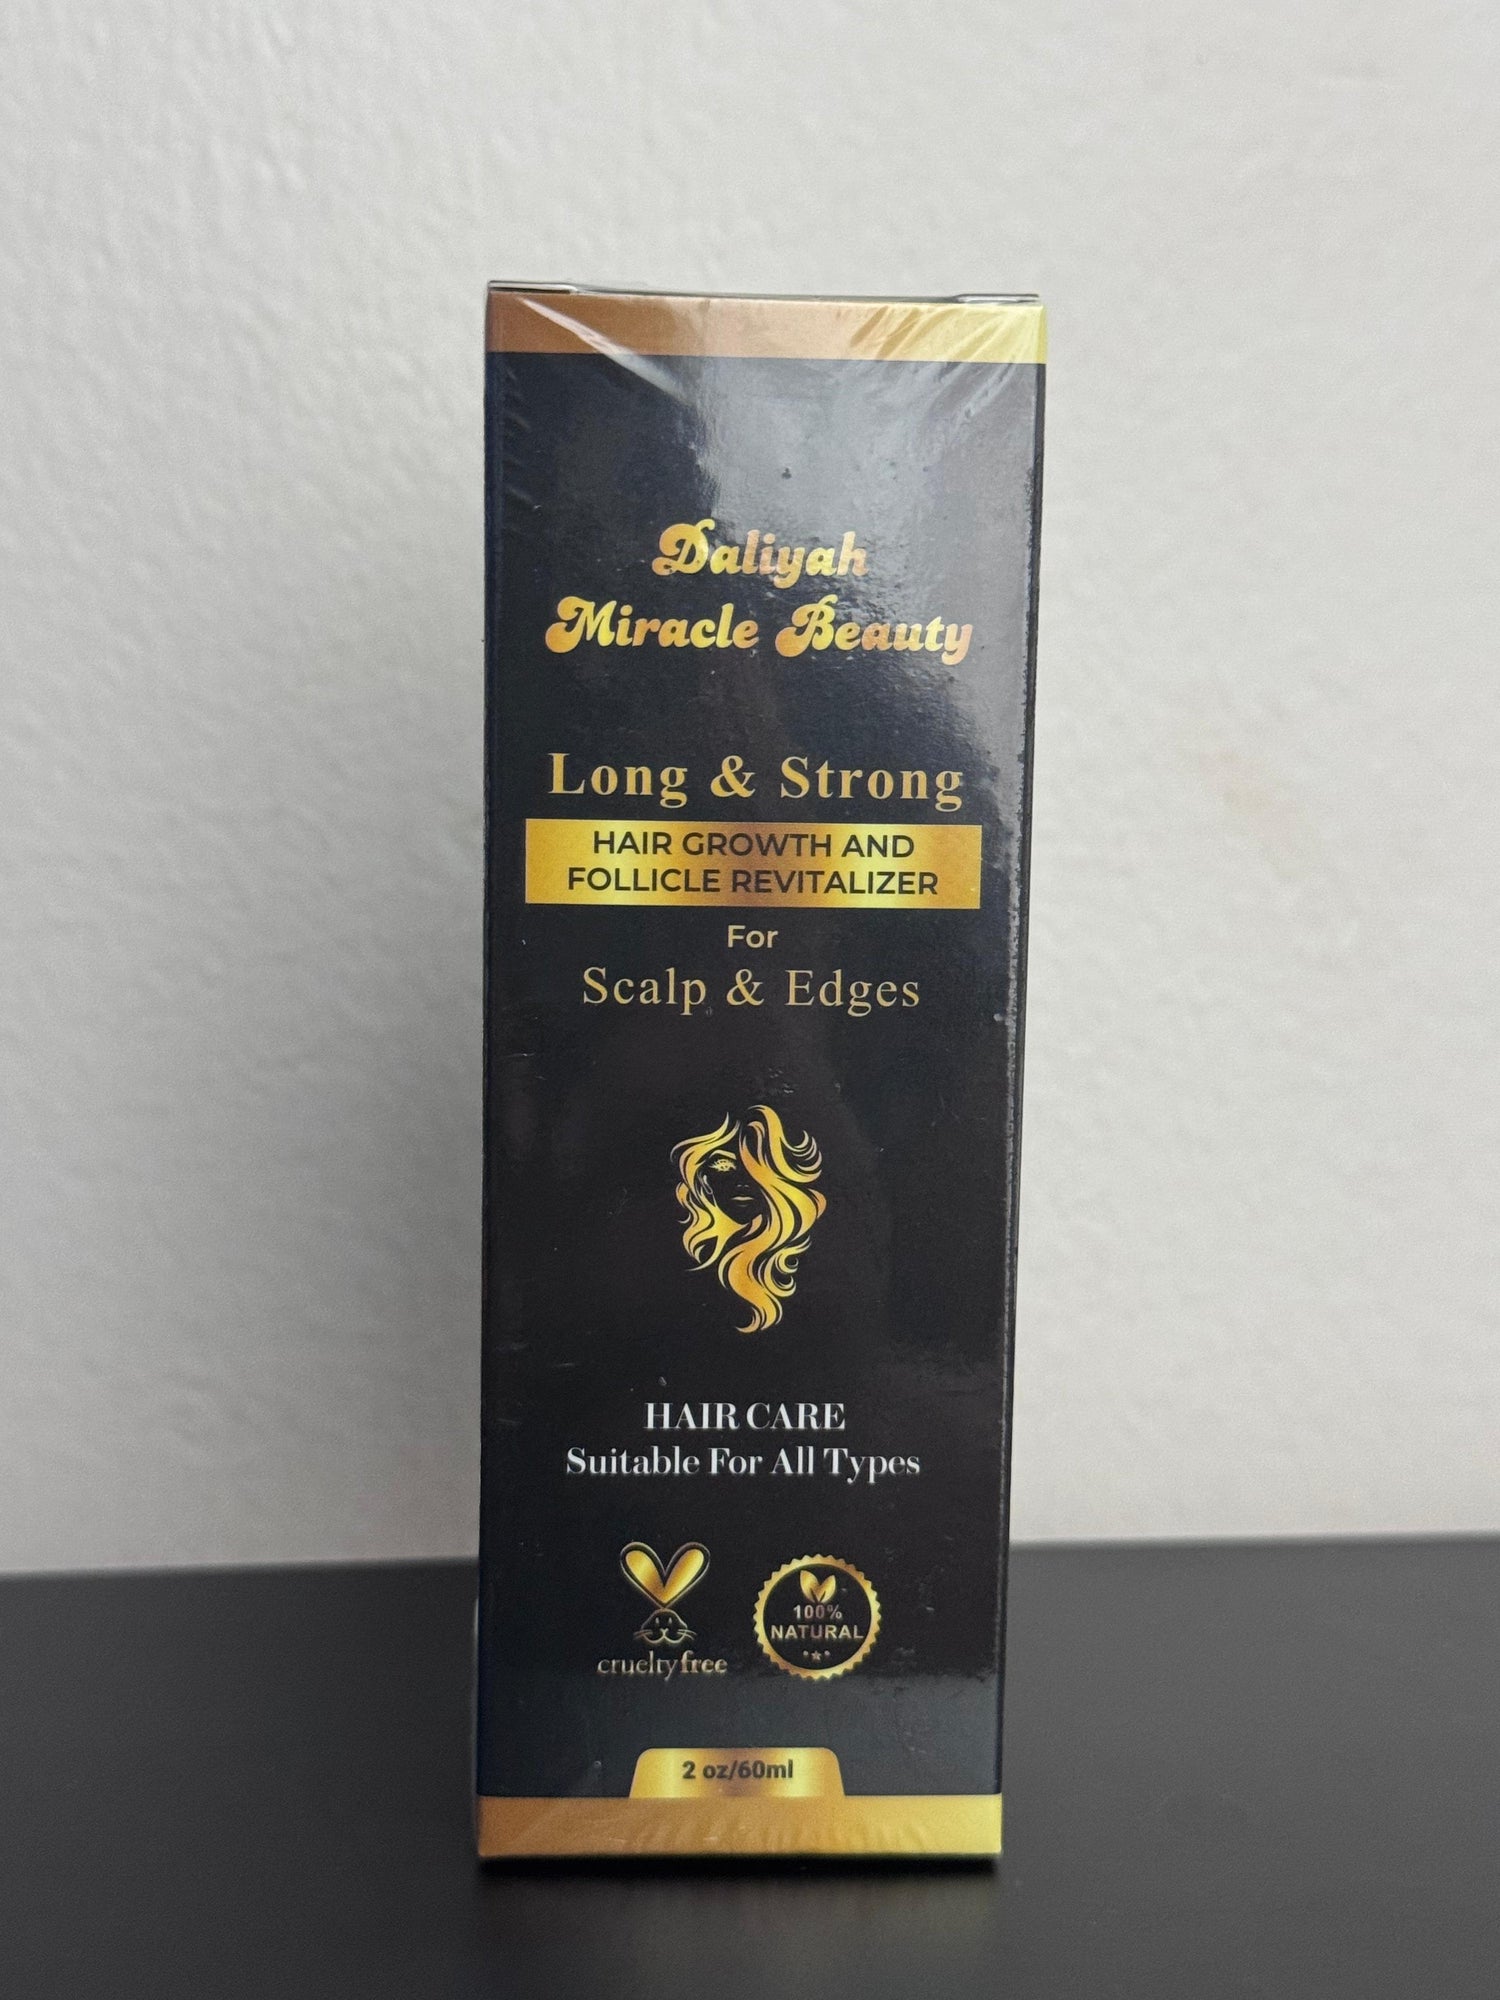 Daliyah
Miracle Beauty
Long & Strong
HAIR GROWTH AND
FOLLICLE REVITALIZER
For
Scalp & Edges
HAIR CARE
Suitable For All Types
crueltyfree
100%
NATURAL
2 oz/60ml